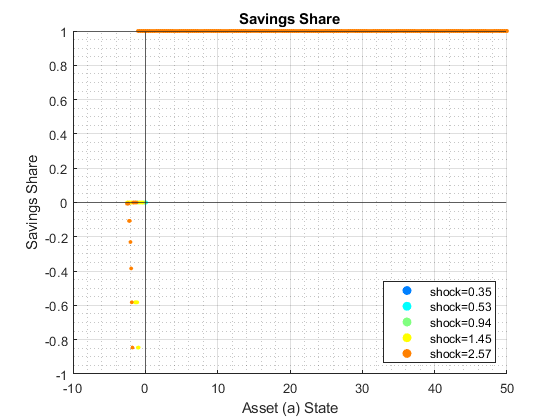 Savings Share
1
0.8
0.6
0.4
0.2
0
-0.2
-0.4
-0.6
-0.8
-1
Savings Share
-10 0 10 20 30 40 50
Asset (a) State
shock=0.35
shock=0.53
shock=0.94
shock=1.45
shock=2.57